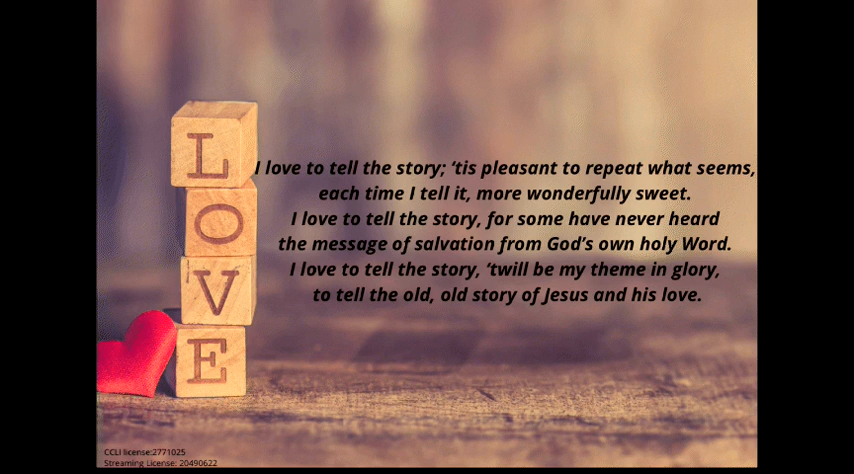 L
O
V
E
I love to tell the story; ‘tis pleasant to repeat what seems,
each time I tell it, more wonderfully sweet.
I love to tell the story, for some have never heard
the message of salvation from God’s own holy Word.
I love to tell the story, ‘twill be my theme in glory,
to tell the old, old story of Jesus and his love.
CCLI license:2771025
Streaming License: 20490622